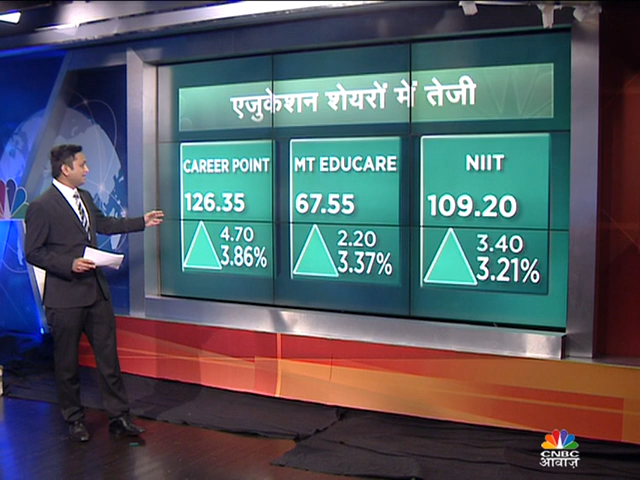 एजुकेशन शेयरों में तेजी
CAREER POINT
126.35
4.70
3.86%
MT EDUCARE
67.55
2.20
3.37%
NIIT
109.20
3.40
3.21%
CNBC
आवाज़